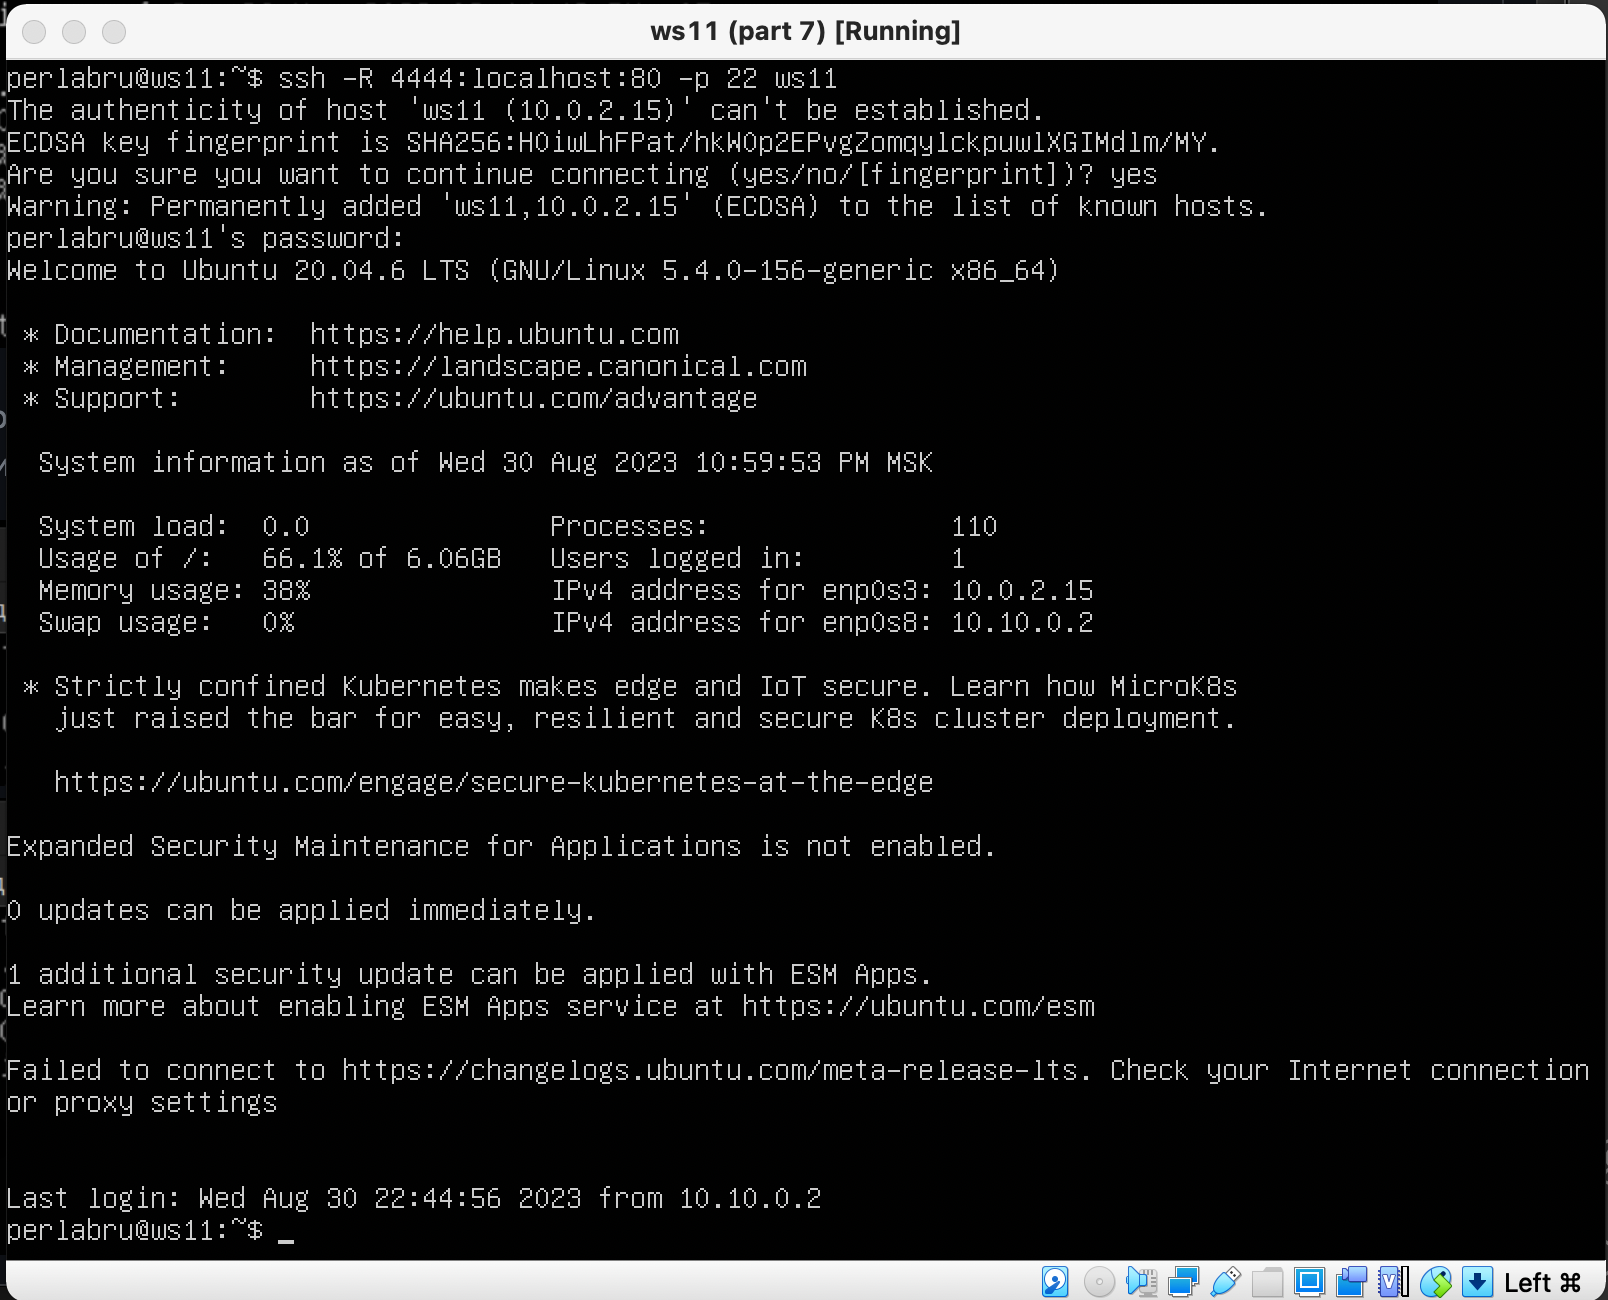 ws11 (part 7) [Running]
perlabru@ws11:~$ ssh -R 4444:localhost:80 -p 22 ws11
The authenticity of host 'ws11 (10.0.2.15)' can't be established.
ECDSA key fingerprint is SHA256:HOiwLhFPat/hkWOp2EPvgZomqylckpuwlXGIMdlm/MY.
Are you sure you want to continue connecting (yes/no/[fingerprint])? yes
Warning: Permanently added 'ws11,10.0.2.15' (ECDSA) to the list of known hosts.
perlabru@ws11's password:
Welcome to Ubuntu 20.04.6 LTS (GNU/Linux 5.4.0-156-generic x86_64)
* Documentation:  https://help.ubuntu.com
* Management:     https://landscape.canonical.com
* Support:        https://ubuntu.com/advantage
System information as of Wed 30 Aug 2023 10:59:53 PM MSK
System load:  0.0               Processes:               110
Usage of /:   66.1% of 6.06GB   Users logged in:         1
Memory usage: 38%               IPv4 address for enp0s3: 10.0.2.15
Swap usage:   0%                IPv4 address for enp0s8: 10.10.0.2
* Strictly confined Kubernetes makes edge and IoT secure. Learn how MicroK8s
just raised the bar for easy, resilient and secure K8s cluster deployment.
https://ubuntu.com/engage/secure-kubernetes-at-the-edge
Expanded Security Maintenance for Applications is not enabled.
0 updates can be applied immediately.
1 additional security update can be applied with ESM Apps.
Learn more about enabling ESM Apps service at https://ubuntu.com/esm
Failed to connect to https://changelogs.ubuntu.com/meta-release-lts. Check your Internet connection
or proxy settings
Last login: Wed Aug 30 22:44:56 2023 from 10.10.0.2
perlabru@ws11:~$ _
Left ⌘